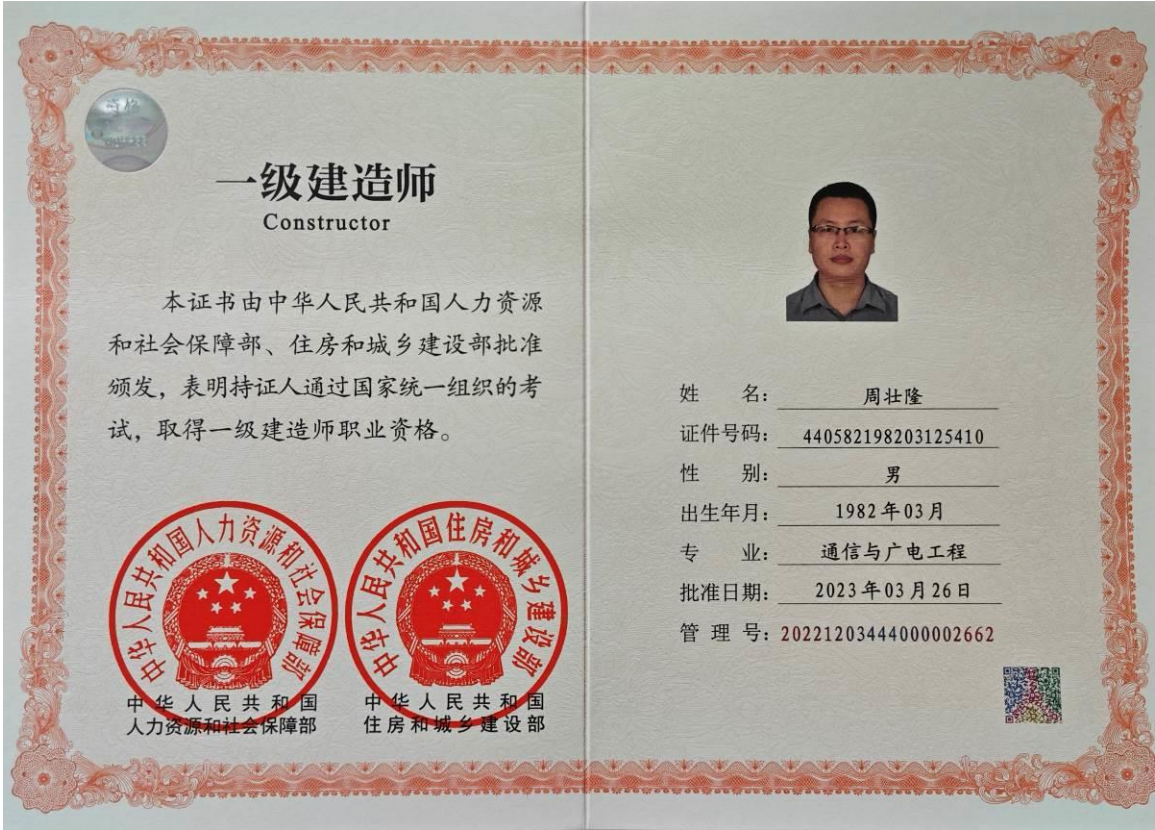 一级建造师
Constructor
本证书由中华人民共和国人力资源
和社会保障部、住房和城乡建设部批准
颁发，表明持证人通过国家统一组织的考
试，取得一级建造师职业资格。
中华人民共和国人力资源和社会保障部
中华人民共和国住房和城乡建设部
中华人民共和国
人力资源和社会保障部
中华人民共和国
住房和城乡建设部
姓 名：周壮隆
证件号码：440582198203125410
性 别：男
出生年月：1982年03月
专 业：通信与广电工程
批准日期：2023年03月26日
管 理 号：20221203444000002662